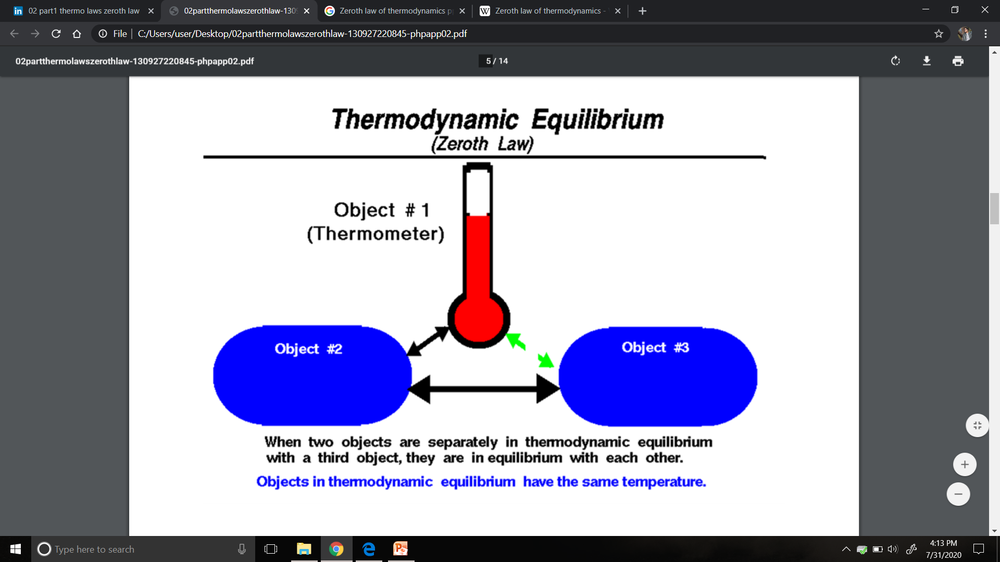 02 part1 thermo laws zeroth law
02partthermolawszerothlaw-130
Zeroth law of thermodynamics p
Zeroth law of thermodynamics -
File
C:/Users/user/Desktop/02partthermolawszerothlaw-130927220845-phpapp02.pdf
02partthermolawszerothlaw-130927220845-phpapp02.pdf
5 / 14
Thermodynamic Equilibrium
(Zeroth Law)
Object # 1
(Thermometer)
Object #2
Object #3
When two objects are separately in thermodynamic equilibrium
with a third object, they are in equilibrium with each other.
Objects in thermodynamic equilibrium have the same temperature.
Type here to search
4:13 PM
7/31/2020